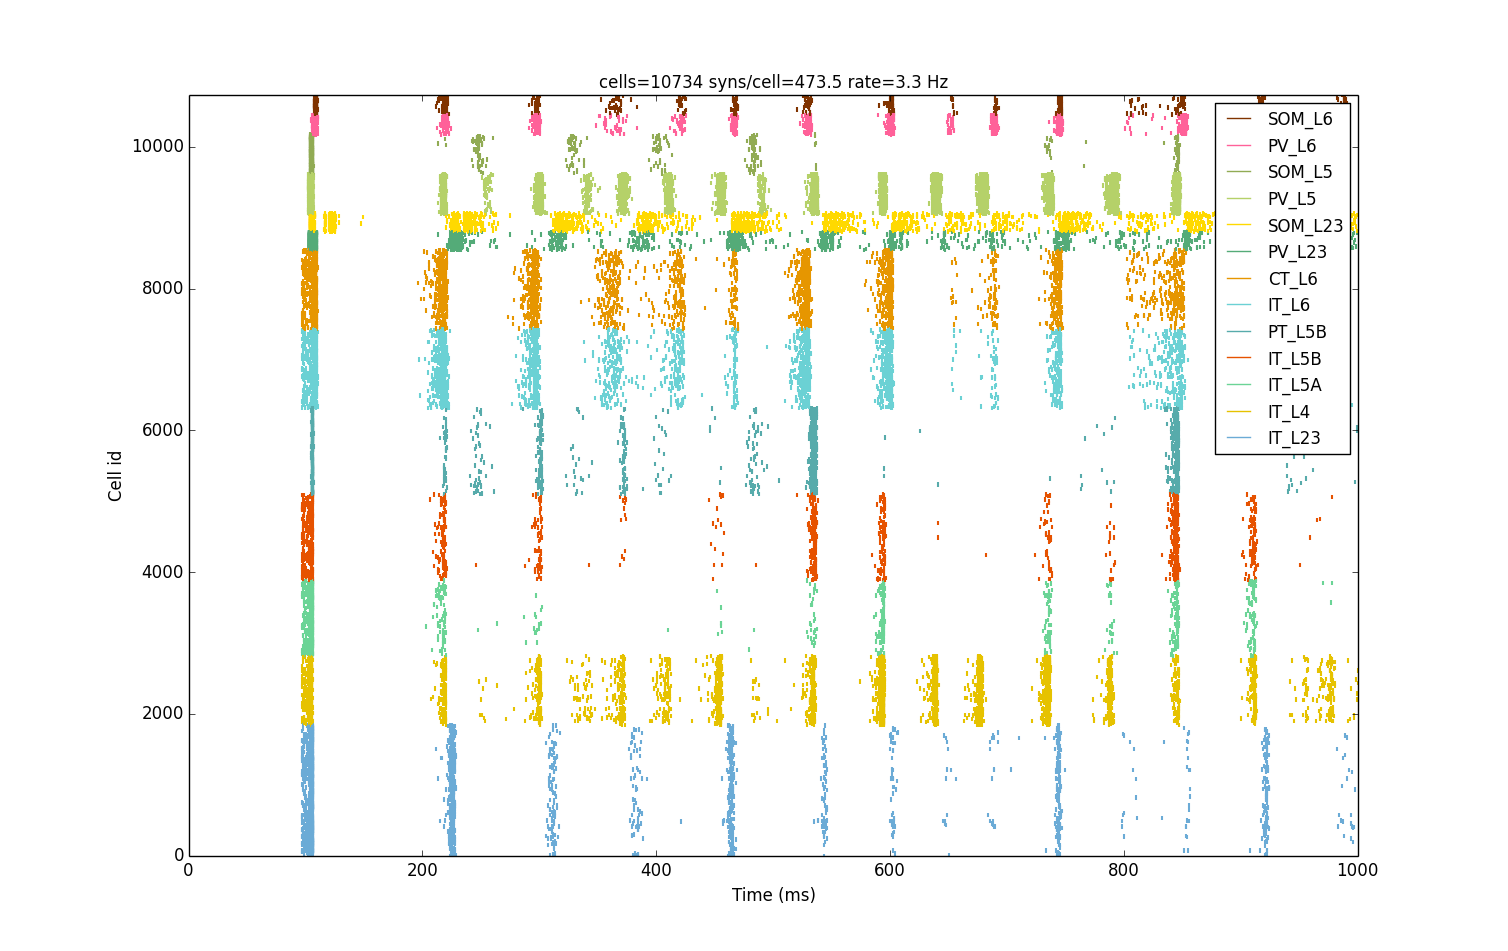 cells=10734 syns/cell=473.5 rate=3.3 Hz
SOM_L6
PV_L6
SOM_L5
PV_L5
SOM_L23
PV_L23
CT_L6
IT_L6
PT_L5B
IT_L5B
IT_L5A
IT_L4
IT_L23
10000
8000
6000
4000
2000
0
Cell id
0 200 400 600 800 1000
Time (ms)